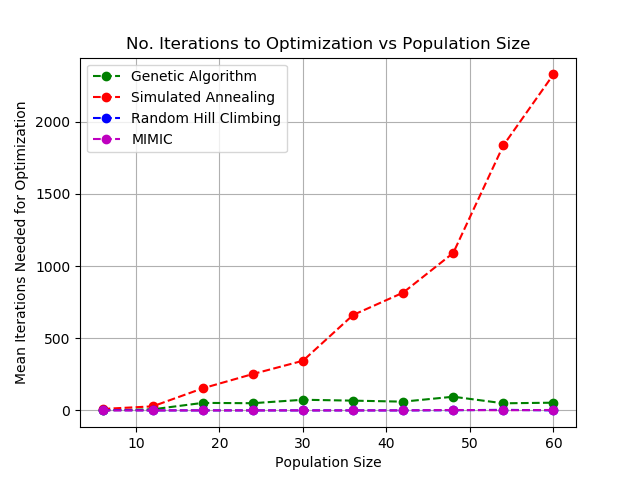 No. Iterations to Optimization vs Population Size
Genetic Algorithm
Simulated Annealing
Random Hill Climbing
MIMIC
Mean Iterations Needed for Optimization
2000
1500
1000
500
0
10
20
30
40
50
60
Population Size